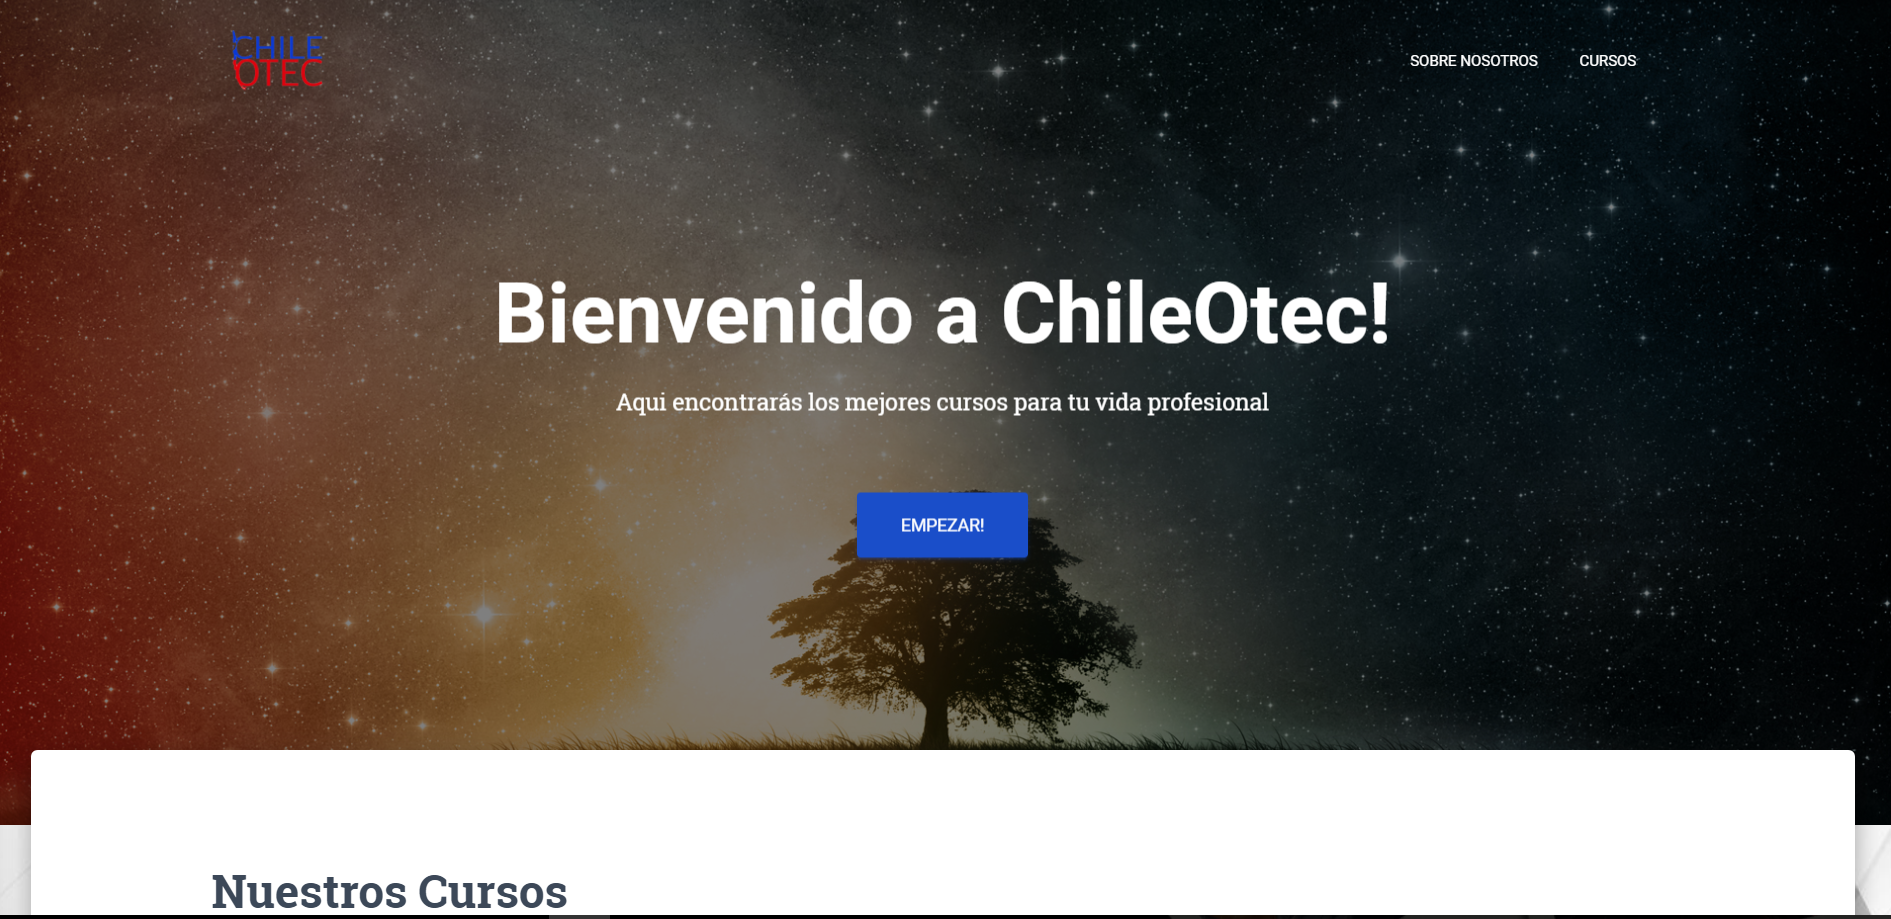 CHILE
OTEC
SOBRE NOSOTROS
CURSOS
Bienvenido a ChileOtec!
Aqui encontrarás los mejores cursos para tu vida profesional
EMPEZAR!
Nuestros Cursos